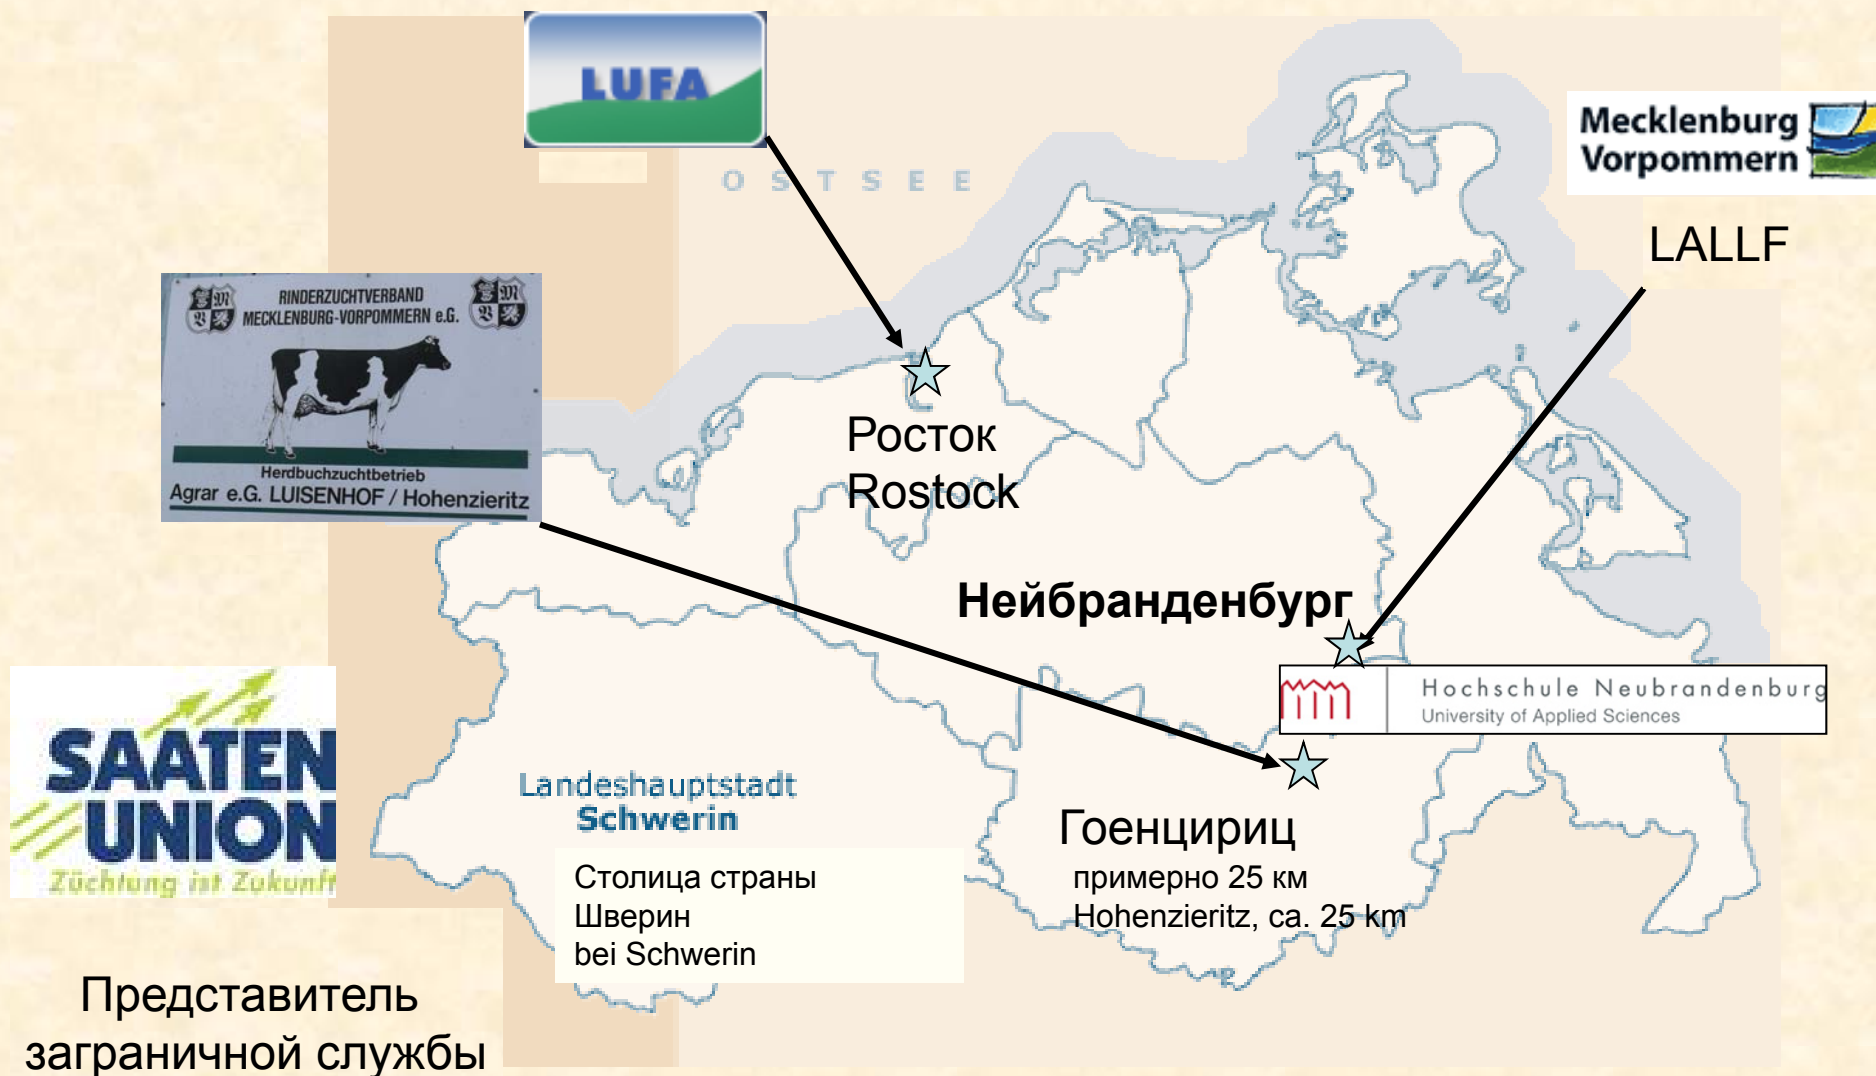 LUFA
OSTSEE
Mecklenburg
Vorpommern
LALLF
RINDERZUCHTVERBAND
MECKLENBURG-VORPOMMERN e.G.
Herdbuchzuchtbetrieb
Agrar e.G. LUISENHOF / Hohenzieritz
Росток
Rostock
Нейбранденбург
Hochschule Neubrandenburg
University of Applied Sciences
SAATEN
UNION
Züchtung ist Zukunft
Landeshauptstadt
Schwerin
Столица страны
Шверин
bei Schwerin
Гоенцириц
примерно 25 км
Hohenzieritz, ca. 25 km
Представитель
заграничной службы